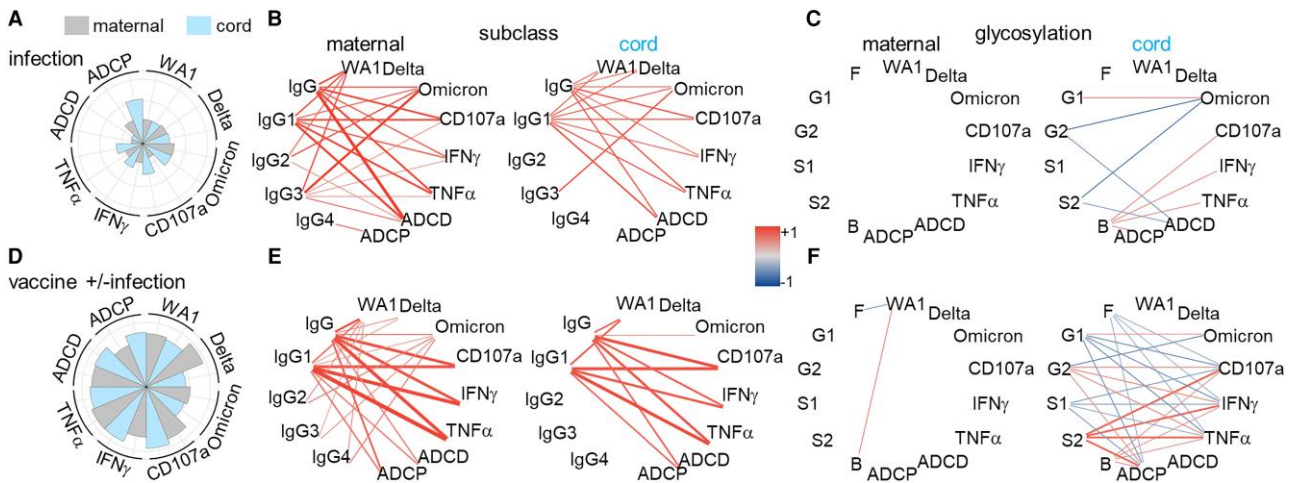 A maternal cord
infection
ADCP WA1
ADCD Delta
TNFα Omicron
IFNγ CD107a
B maternal subclass cord
WA1 Delta
IgG Omicron
IgG1 CD107a
IgG2 IFNγ
IgG3 TNFα
IgG4 ADCD
ADCP
WA1 Delta
IgG Omicron
IgG1 CD107a
IgG2 IFNγ
IgG3 TNFα
IgG4 ADCD
ADCP
C maternal glycosylation cord
F WA1 Delta
G1 Omicron
G2 CD107a
S1 IFNγ
S2 TNFα
B ADCP ADCD
F WA1 Delta
G1 Omicron
G2 CD107a
S1 IFNγ
S2 TNFα
B ADCP ADCD
+1
-1
D
vaccine +/-infection
ADCP WA1
ADCD Delta
TNFα Omicron
IFNγ CD107a
E
WA1 Delta
IgG Omicron
IgG1 CD107a
IgG2 IFNγ
IgG3 TNFα
IgG4 ADCD
ADCP
WA1 Delta
IgG Omicron
IgG1 CD107a
IgG2 IFNγ
IgG3 TNFα
IgG4 ADCD
ADCP
F
F WA1 Delta
G1 Omicron
G2 CD107a
S1 IFNγ
S2 TNFα
B ADCP ADCD
F WA1 Delta
G1 Omicron
G2 CD107a
S1 IFNγ
S2 TNFα
B ADCP ADCD